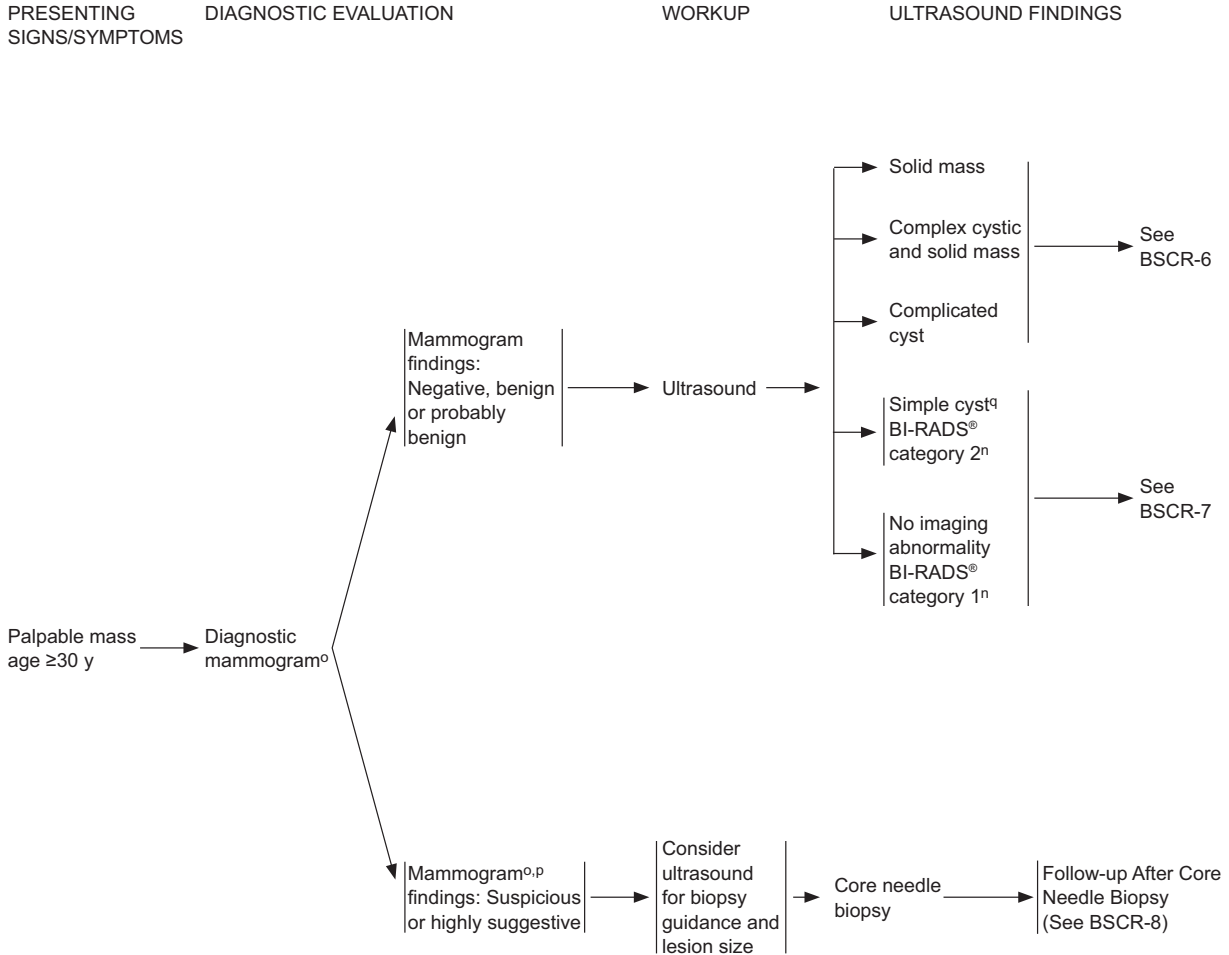 PRESENTING
SIGNS/SYMPTOMS
DIAGNOSTIC EVALUATION
WORKUP
ULTRASOUND FINDINGS
Solid mass
Complex cystic
and solid mass
Complicated
cyst
See
BSCR-6
Mammogram
findings:
Negative, benign
or probably
benign
Ultrasound
Simple cystq
BI-RADS®
category 2n
No imaging
abnormality
BI-RADS®
category 1n
See
BSCR-7
Palpable mass
age ≥30 y
Diagnostic
mammogramo
Mammogramo,p
findings: Suspicious
or highly suggestive
Consider
ultrasound
for biopsy
guidance and
lesion size
Core needle
biopsy
Follow-up After Core
Needle Biopsy
(See BSCR-8)